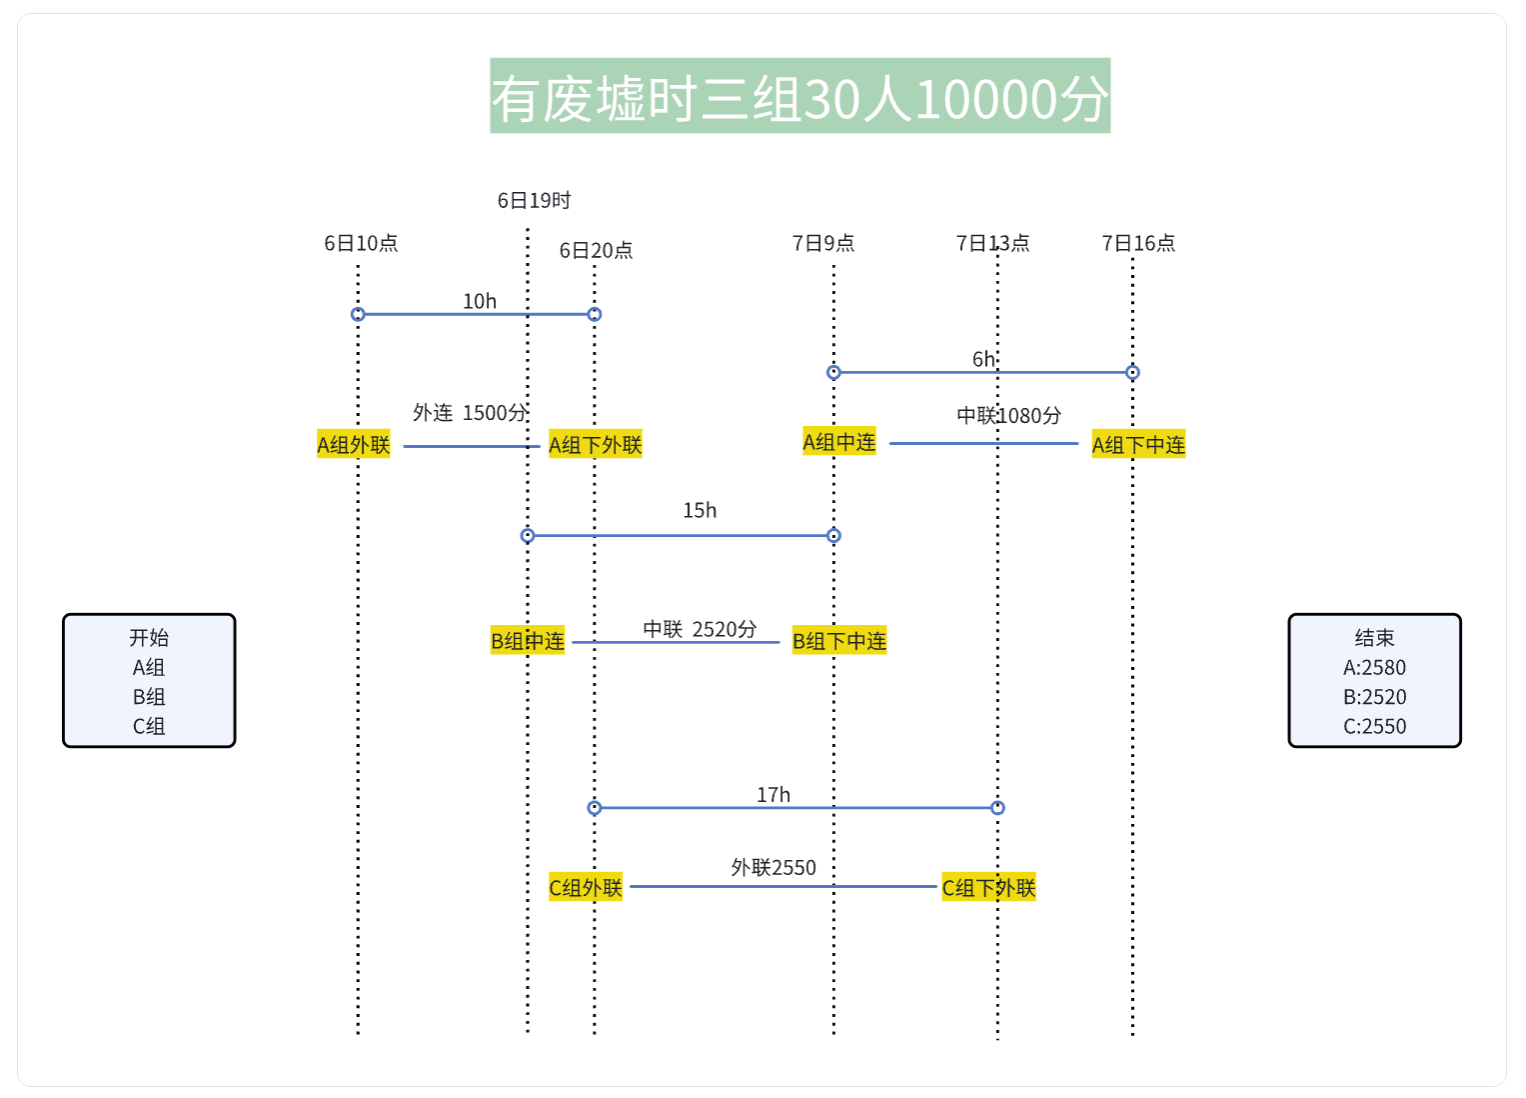 有废墟时三组30人10000分
6日19时
6日10点
6日20点
7日9点
7日13点
7日16点
10h
6h
外连 1500分
中联1080分
A组外联
A组下外联
A组中连
A组下中连
15h
中联 2520分
B组中连
B组下中连
开始
A组
B组
C组
结束
A:2580
B:2520
C:2550
17h
外联2550
C组外联
C组下外联